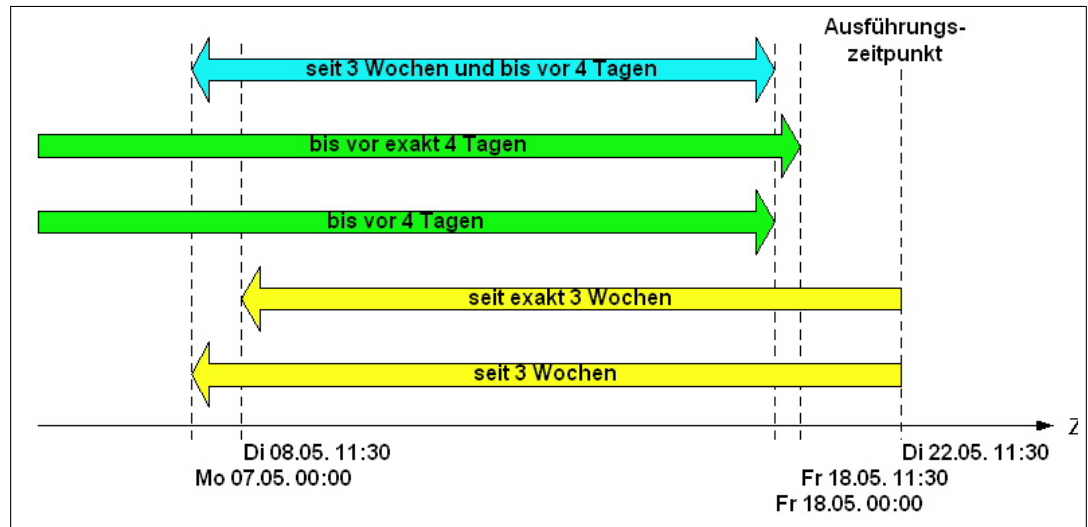 Ausführungs-
zeitpunkt
seit 3 Wochen und bis vor 4 Tagen
bis vor exakt 4 Tagen
bis vor 4 Tagen
seit exakt 3 Wochen
seit 3 Wochen
Di 08.05. 11:30
Di 22.05. 11:30
Mo 07.05. 00:00
Fr 18.05. 11:30
Fr 18.05. 00:00